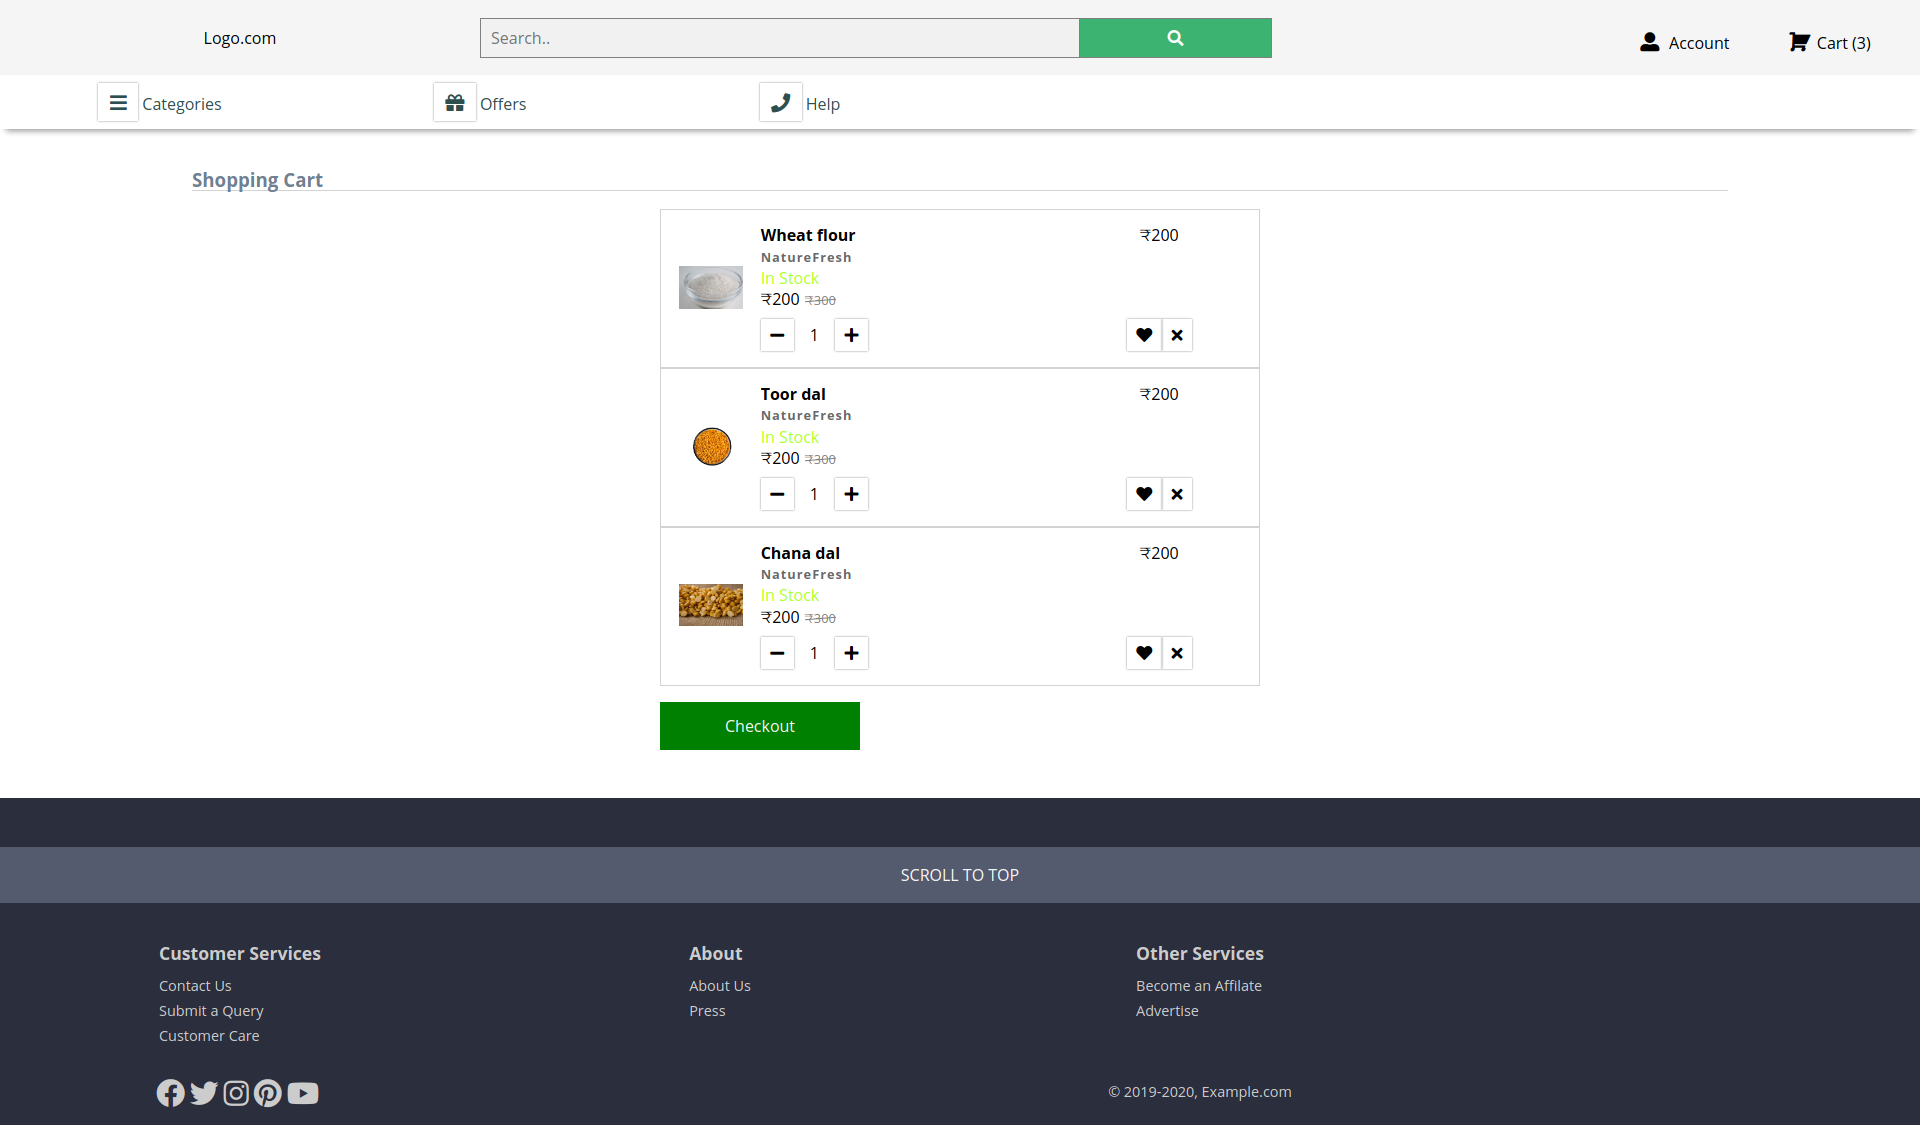 Logo.com
Search..
Account
Cart (3)
Categories
Offers
Help
Shopping Cart
Wheat flour
₹200
NatureFresh
In Stock
₹200 ₹300
1
Toor dal
₹200
NatureFresh
In Stock
₹200 ₹300
1
Chana dal
₹200
NatureFresh
In Stock
₹200 ₹300
1
Checkout
SCROLL TO TOP
Customer Services
Contact Us
Submit a Query
Customer Care
About
About Us
Press
Other Services
Become an Affilate
Advertise
© 2019-2020, Example.com